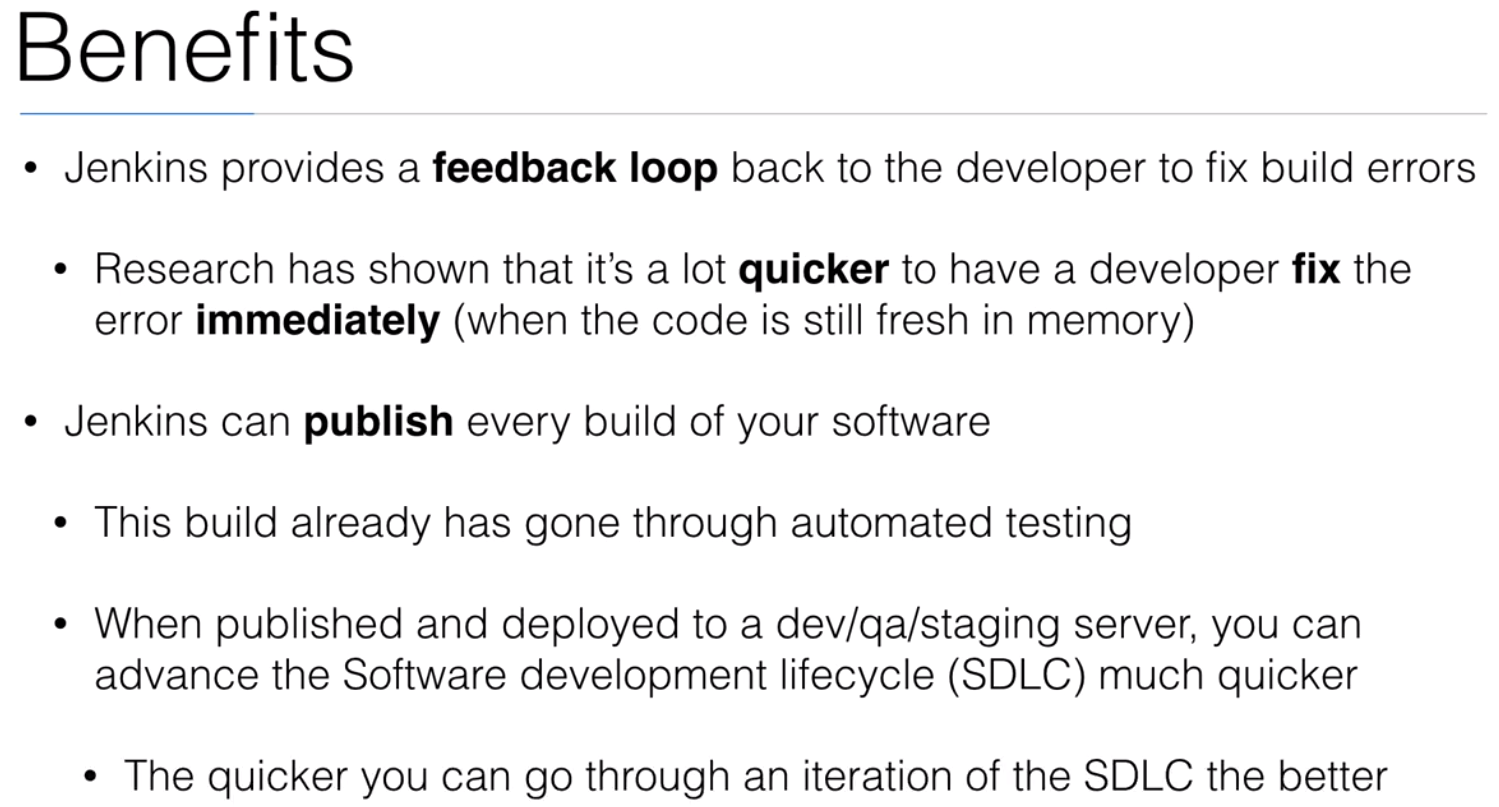 Benefits
• Jenkins provides a feedback loop back to the developer to fix build errors
• Research has shown that it’s a lot quicker to have a developer fix the
error immediately (when the code is still fresh in memory)
• Jenkins can publish every build of your software
• This build already has gone through automated testing
• When published and deployed to a dev/qa/staging server, you can
advance the Software development lifecycle (SDLC) much quicker
• The quicker you can go through an iteration of the SDLC the better